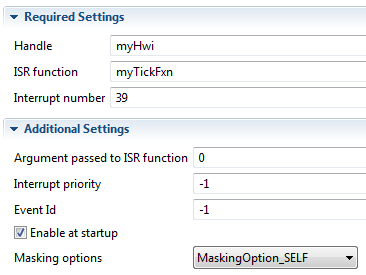 Required Settings
Handle myHwi
ISR function myTickFxn
Interrupt number 39
Additional Settings
Argument passed to ISR function 0
Interrupt priority -1
Event Id -1
Enable at startup
Masking options MaskingOption_SELF